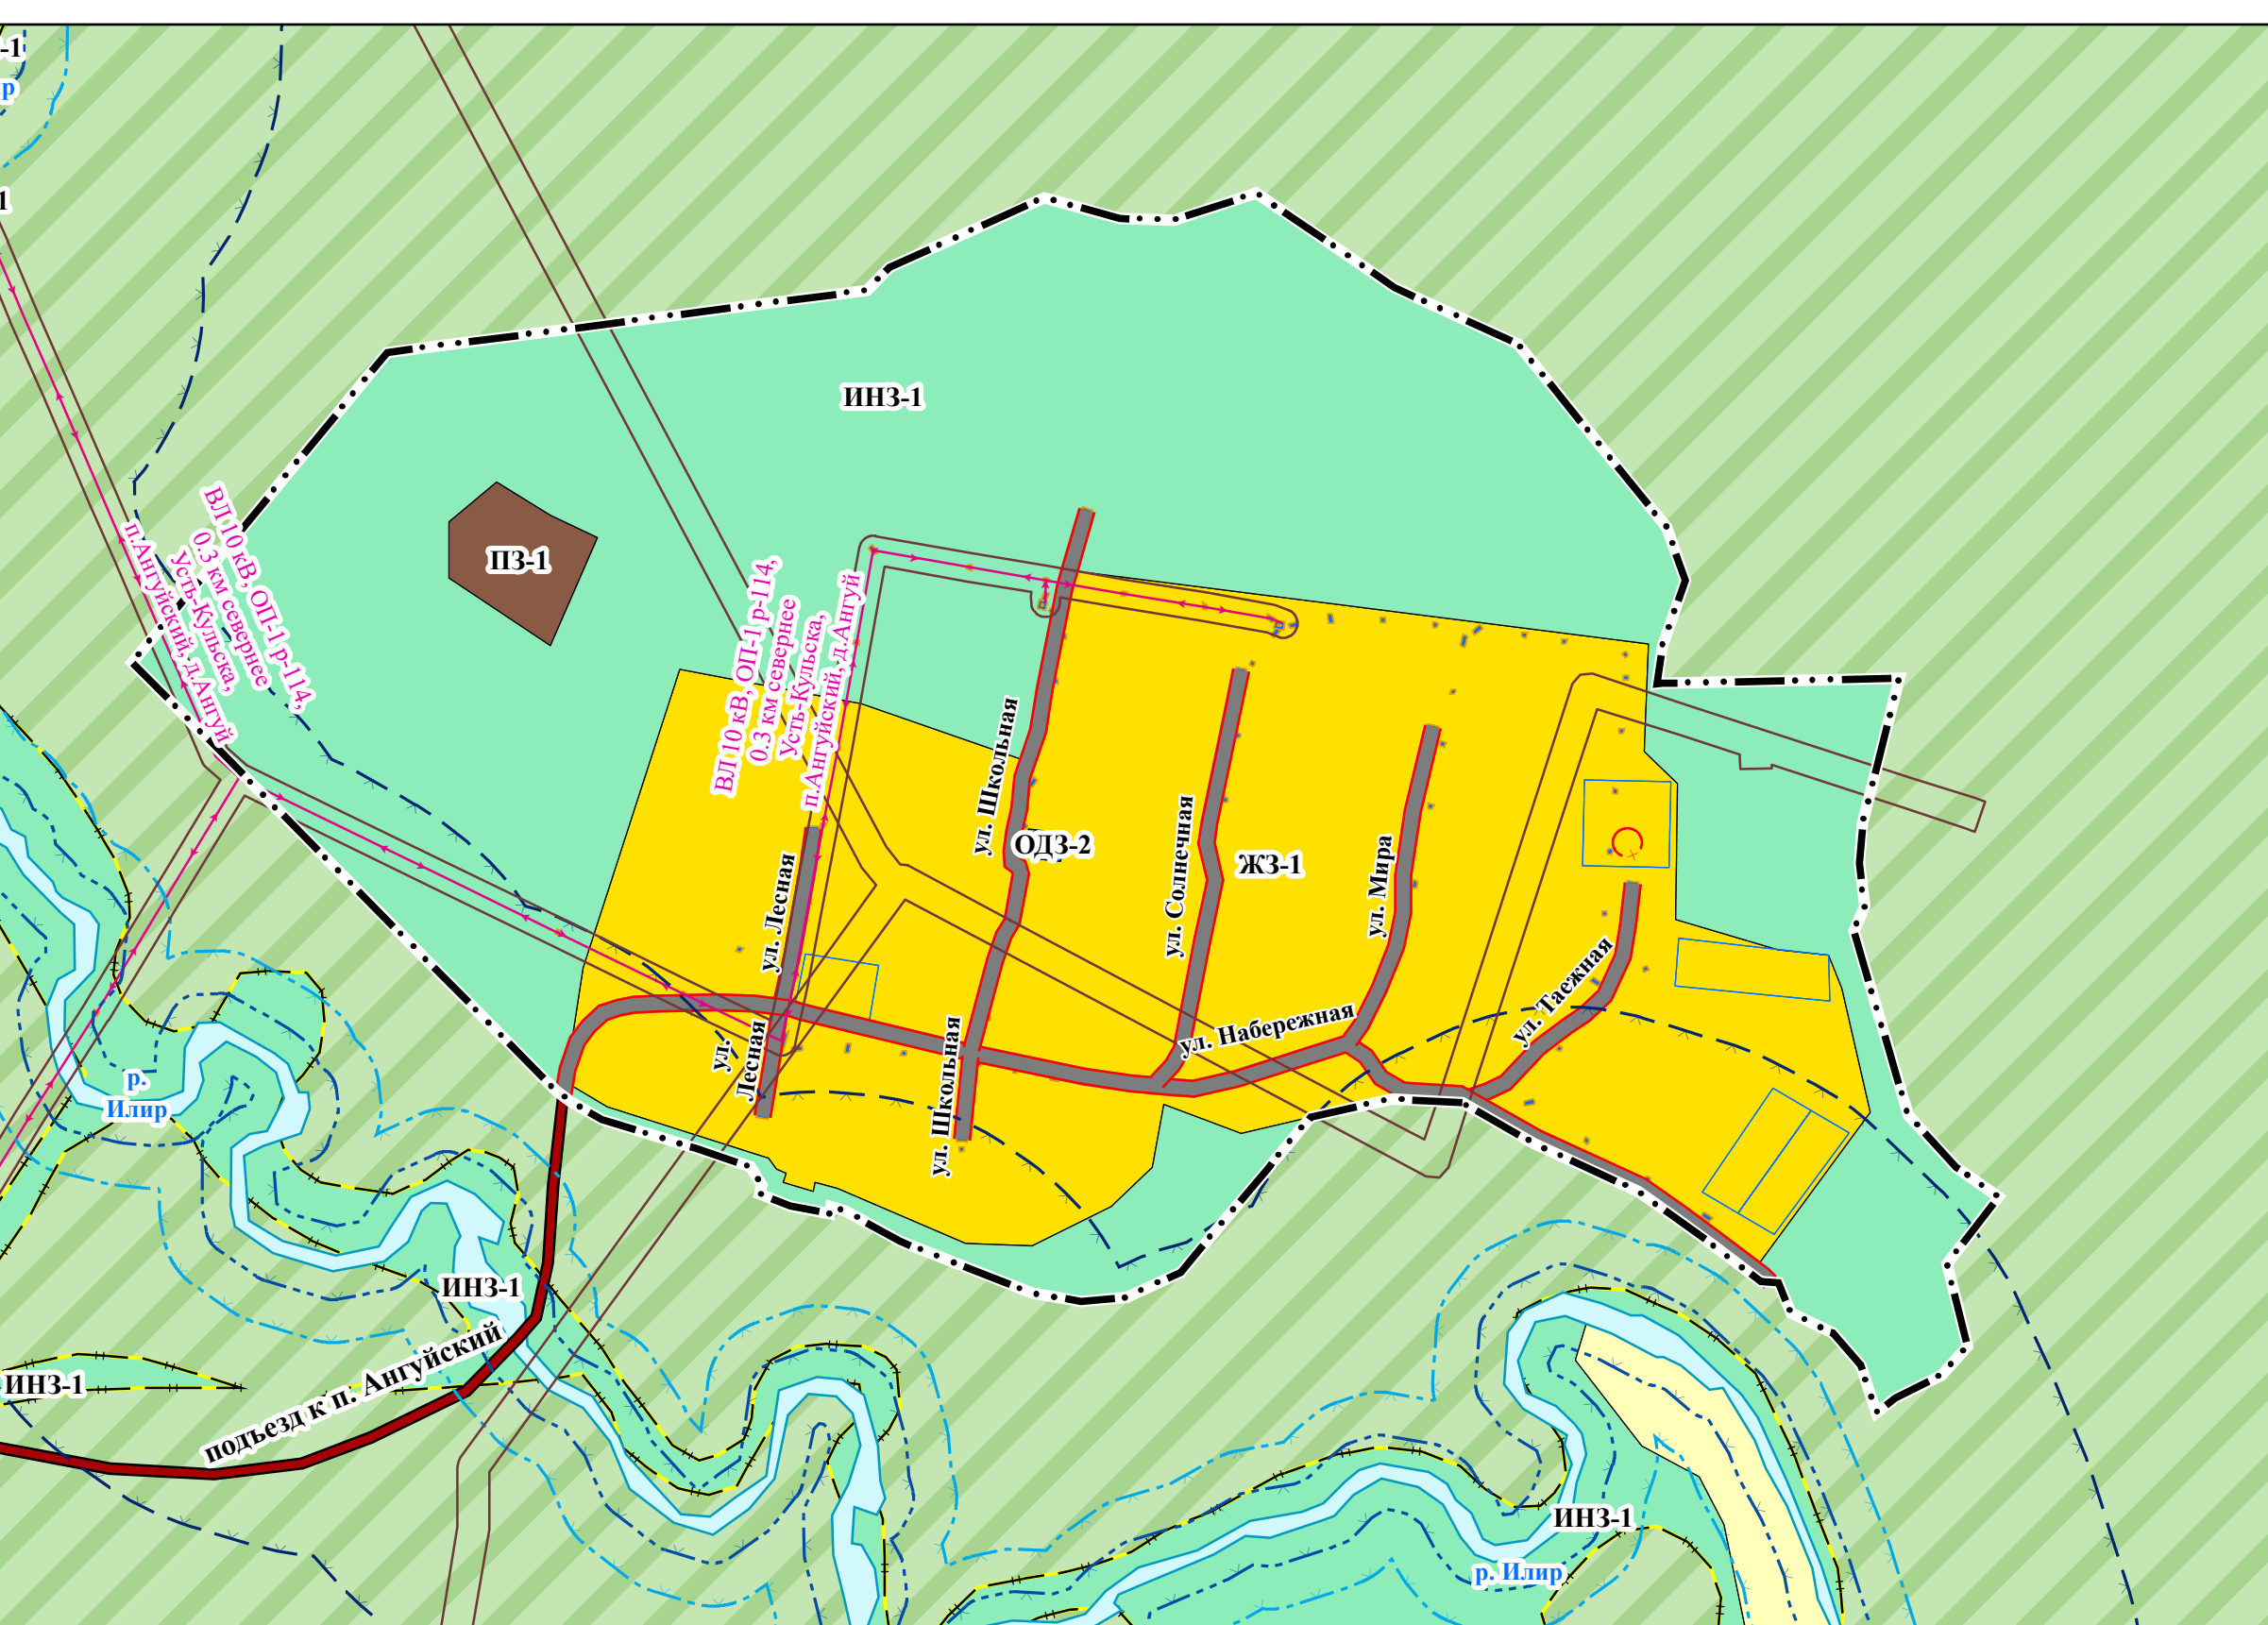 -1
р
1
ИНЗ-1
ПЗ-1
ВЛ 10 кВ, ОП-1 р-114,
0.3 км севернее
Усть-Кульска,
п.Ангуйский, д.Ангуй
ВЛ 10 кВ, ОП-1 р-114,
0.3 км севернее
Усть-Кульска,
п.Ангуйский, д.Ангуй
ул. Школьная
ОДЗ-2
ЖЗ-1
ул. Лесная
ул. Солнечная
ул. Мира
ул. Таежная
ул. Набережная
ул.
Лесная
ул. Школьная
р.
Илир
ИНЗ-1
подъезд к п. Ангуйский
ИНЗ-1
ИНЗ-1
р. Илир